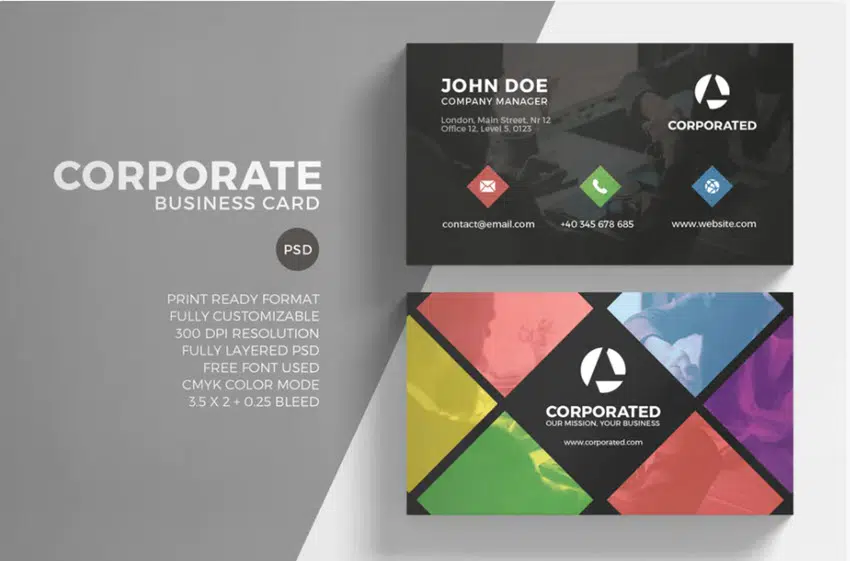 CORPORATE
BUSINESS CARD
PSD
PRINT READY FORMAT
FULLY CUSTOMIZABLE
300 DPI RESOLUTION
FULLY LAYERED PSD
FREE FONT USED
CMYK COLOR MODE
3.5 X 2 + 0.25 BLEED
JOHN DOE
COMPANY MANAGER
London, Main Street, Nr 12
Office 12, Level 5, 0123
CORPORATED
contact@email.com
+40 345 678 685
www.website.com
CORPORATED
OUR MISSION, YOUR BUSINESS
www.corporated.com